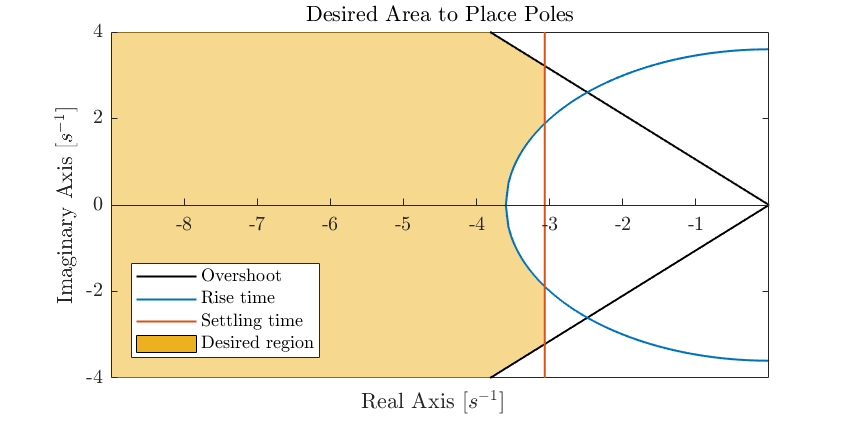 Desired Area to Place Poles
4
2
0
-2
-4
Imaginary Axis [s⁻¹]
-8 -7 -6 -5 -4 -3 -2 -1
Overshoot
Rise time
Settling time
Desired region
Real Axis [s⁻¹]